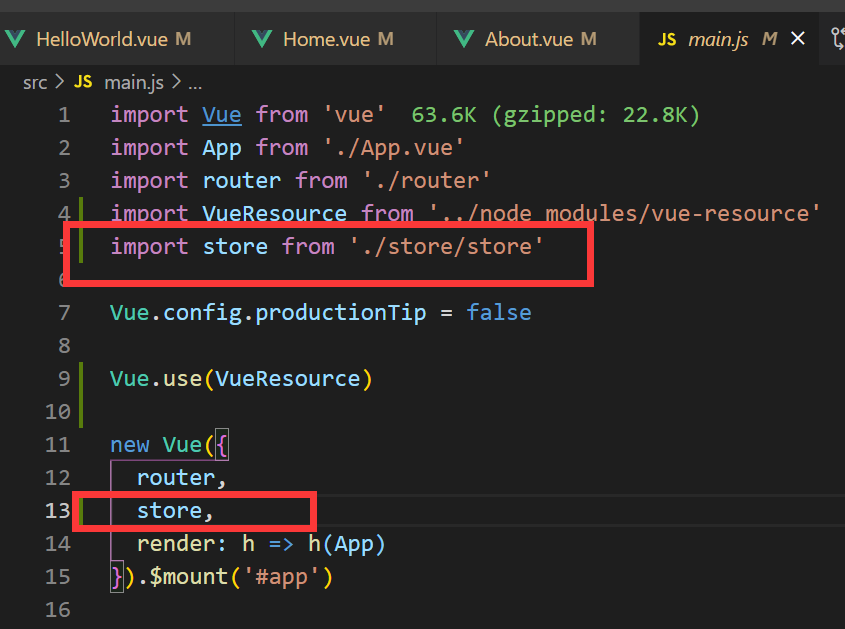 HelloWorld.vue M Home.vue M About.vue M JS main.js M ×
src > JS main.js > ...
1 import Vue from 'vue' 63.6K (gzipped: 22.8K)
2 import App from './App.vue'
3 import router from './router'
4 import VueResource from '../node_modules/vue-resource'
5 import store from './store/store'
6
7 Vue.config.productionTip = false
8
9 Vue.use(VueResource)
10
11 new Vue({
12 router,
13 store,
14 render: h => h(App)
15 }).$mount('#app')
16